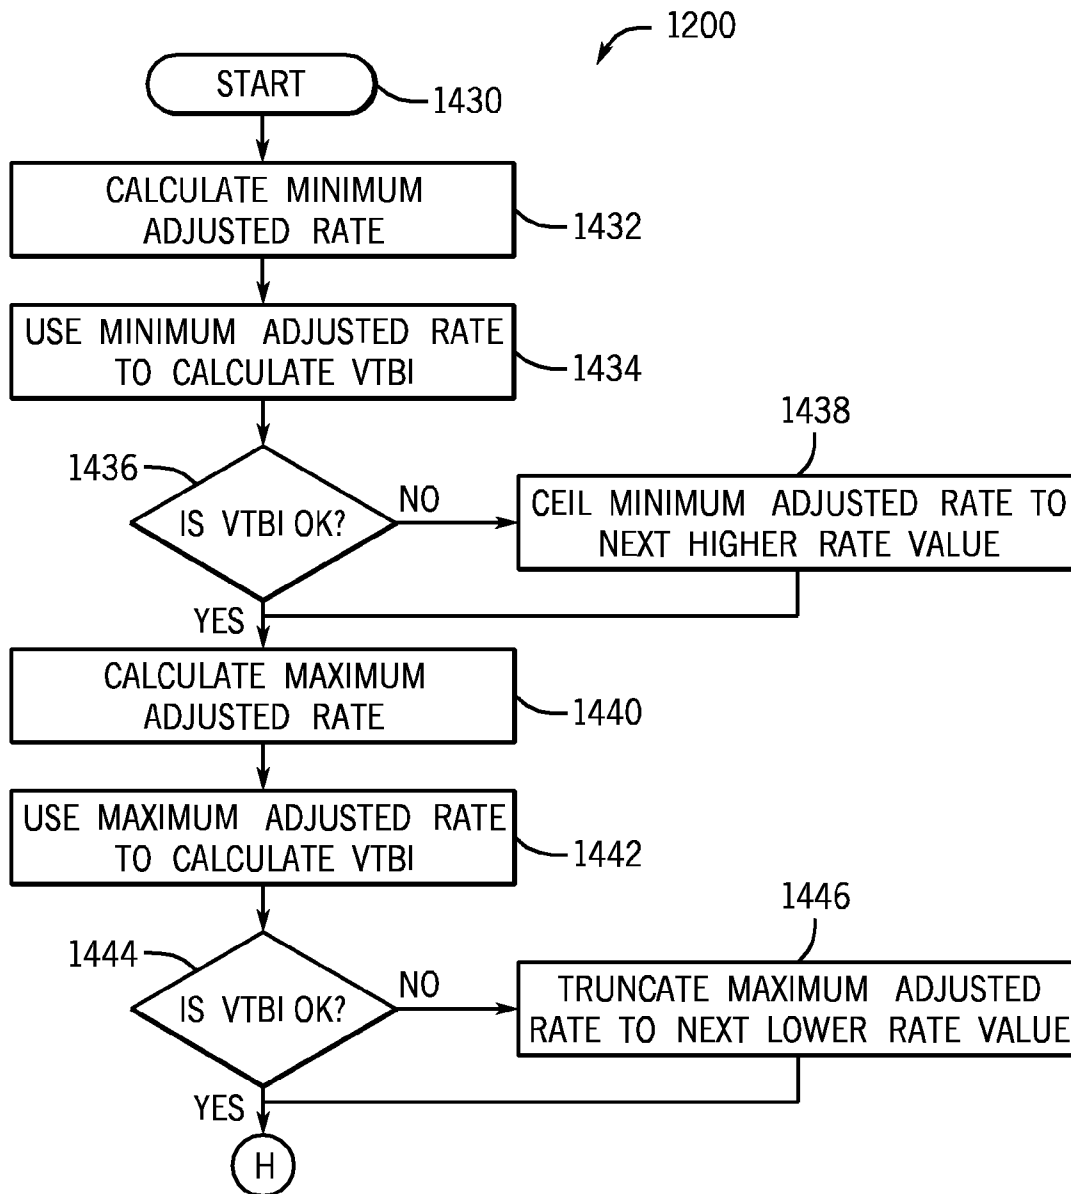 1200
START
1430
CALCULATE MINIMUM
ADJUSTED RATE
1432
USE MINIMUM ADJUSTED RATE
TO CALCULATE VTBI
1434
1436
IS VTBI OK?
NO
1438
CEIL MINIMUM ADJUSTED RATE TO
NEXT HIGHER RATE VALUE
YES
CALCULATE MAXIMUM
ADJUSTED RATE
1440
USE MAXIMUM ADJUSTED RATE
TO CALCULATE VTBI
1442
1444
IS VTBI OK?
NO
1446
TRUNCATE MAXIMUM ADJUSTED
RATE TO NEXT LOWER RATE VALUE
YES
H